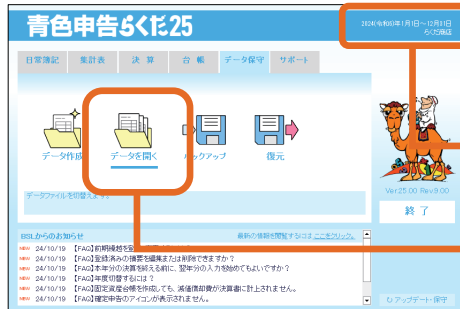 青色申告らくだ25
2024(令和6)年1月1日～12月31日
らくだ商店
日常簿記 集計表 決算 台帳 データ保守 サポート
データ作成 データを開く バックアップ 復元
データファイルを切替えます。
Ver25.00 Rev9.00
終了
BSLからのお知らせ 最新の情報を閲覧するには ここをクリック。
NEW 24/10/19 【FAQ】前期繰越を登
NEW 24/10/19 【FAQ】登録済みの摘要を編集または削除できますか？
NEW 24/10/19 【FAQ】本年分の決算を終える前に、翌年分の入力を始めてもよいですか？
NEW 24/10/19 【FAQ】年度切替するには？
NEW 24/10/19 【FAQ】固定資産台帳を作成しても、減価償却費が決算書に計上されません。
NEW 24/10/19 【FAQ】確定申告のアイコンが表示されません。
アップデート・保守